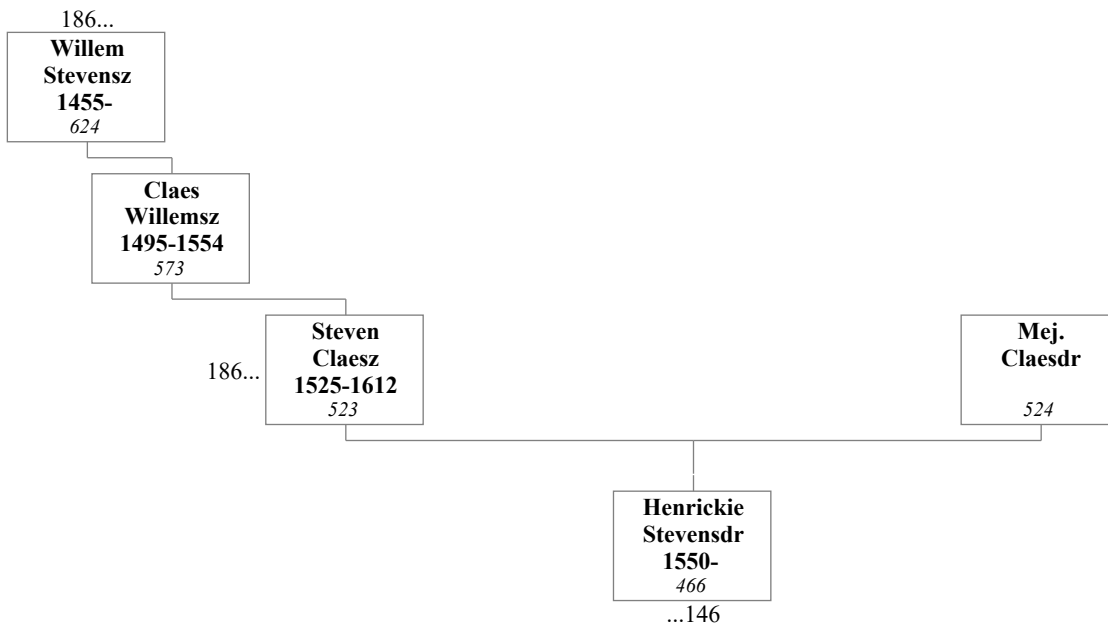 186...
Willem
Stevensz
1455-
624
Claes
Willemsz
1495-1554
573
186...
Steven
Claesz
1525-1612
523
Mej.
Claesdr
524
Henrickie
Stevensdr
1550-
466
...146